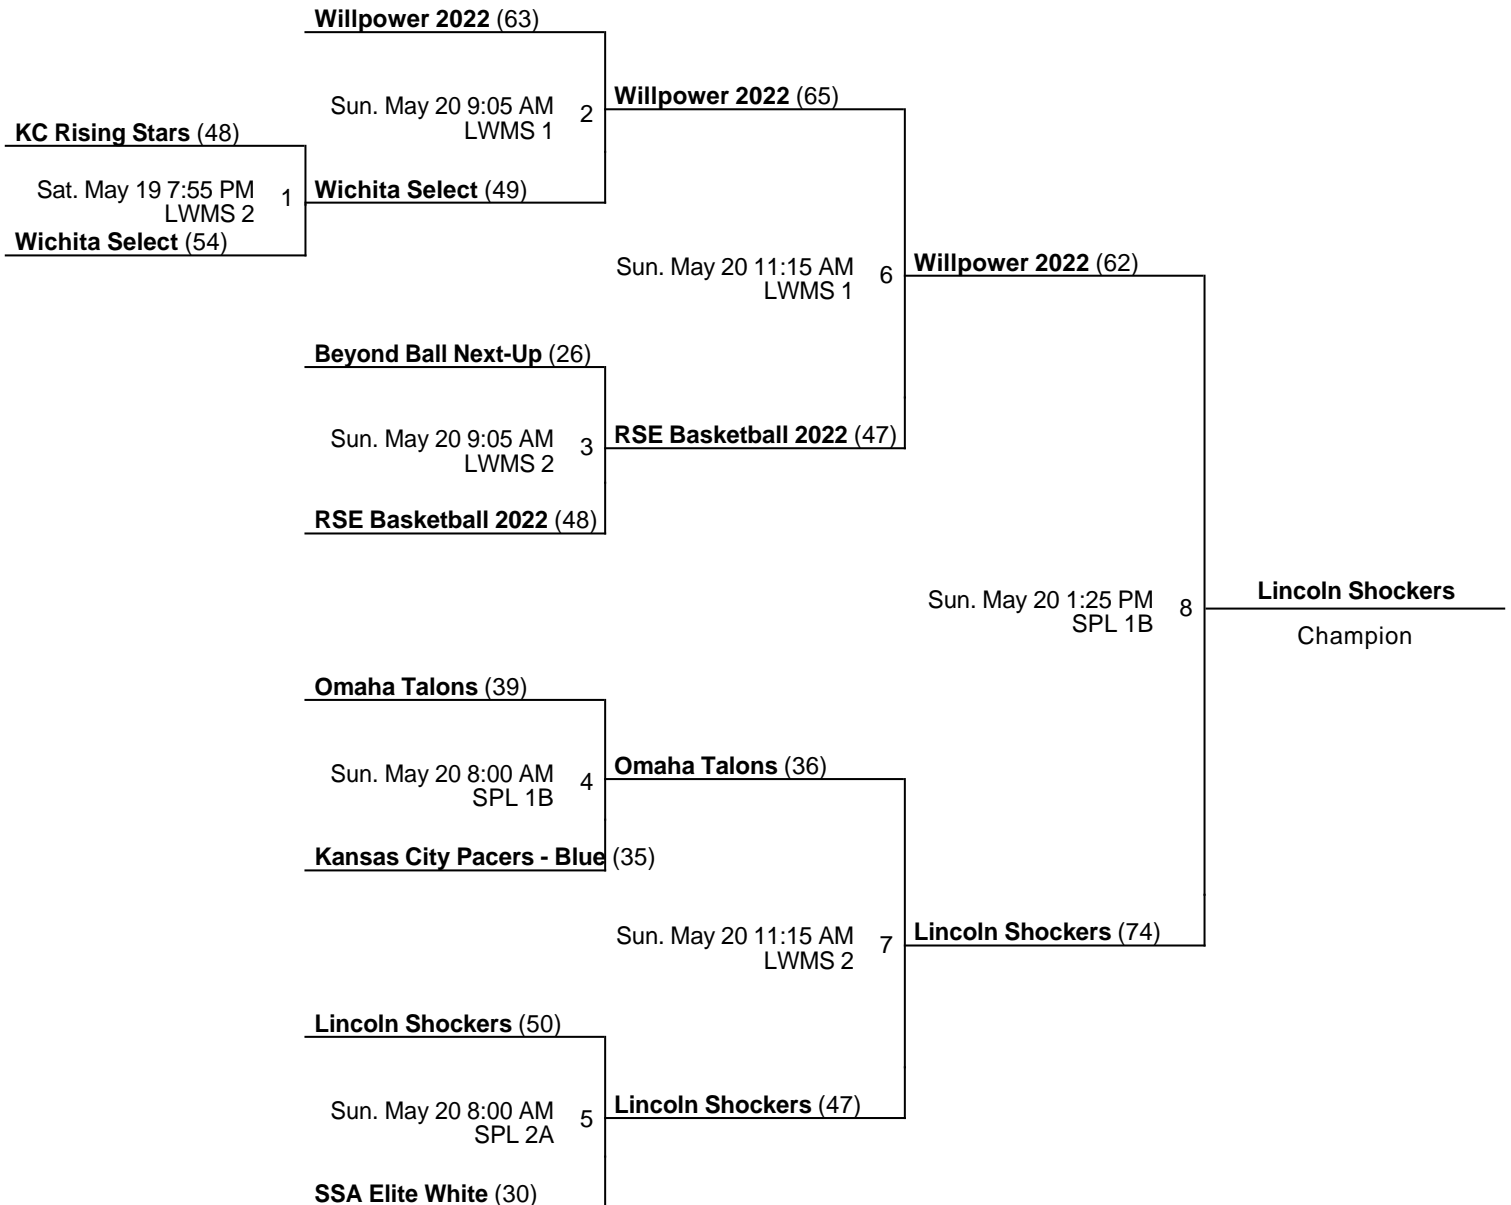 Willpower 2022 (63)
Sun. May 20 9:05 AM
LWMS 1
2
Willpower 2022 (65)
KC Rising Stars (48)
Sat. May 19 7:55 PM
LWMS 2
1
Wichita Select (49)
Wichita Select (54)
Sun. May 20 11:15 AM
LWMS 1
6
Willpower 2022 (62)
Beyond Ball Next-Up (26)
Sun. May 20 9:05 AM
LWMS 2
3
RSE Basketball 2022 (47)
RSE Basketball 2022 (48)
Sun. May 20 1:25 PM
SPL 1B
8
Lincoln Shockers
Champion
Omaha Talons (39)
Sun. May 20 8:00 AM
SPL 1B
4
Omaha Talons (36)
Kansas City Pacers - Blue (35)
Sun. May 20 11:15 AM
LWMS 2
7
Lincoln Shockers (74)
Lincoln Shockers (50)
Sun. May 20 8:00 AM
SPL 2A
5
Lincoln Shockers (47)
SSA Elite White (30)